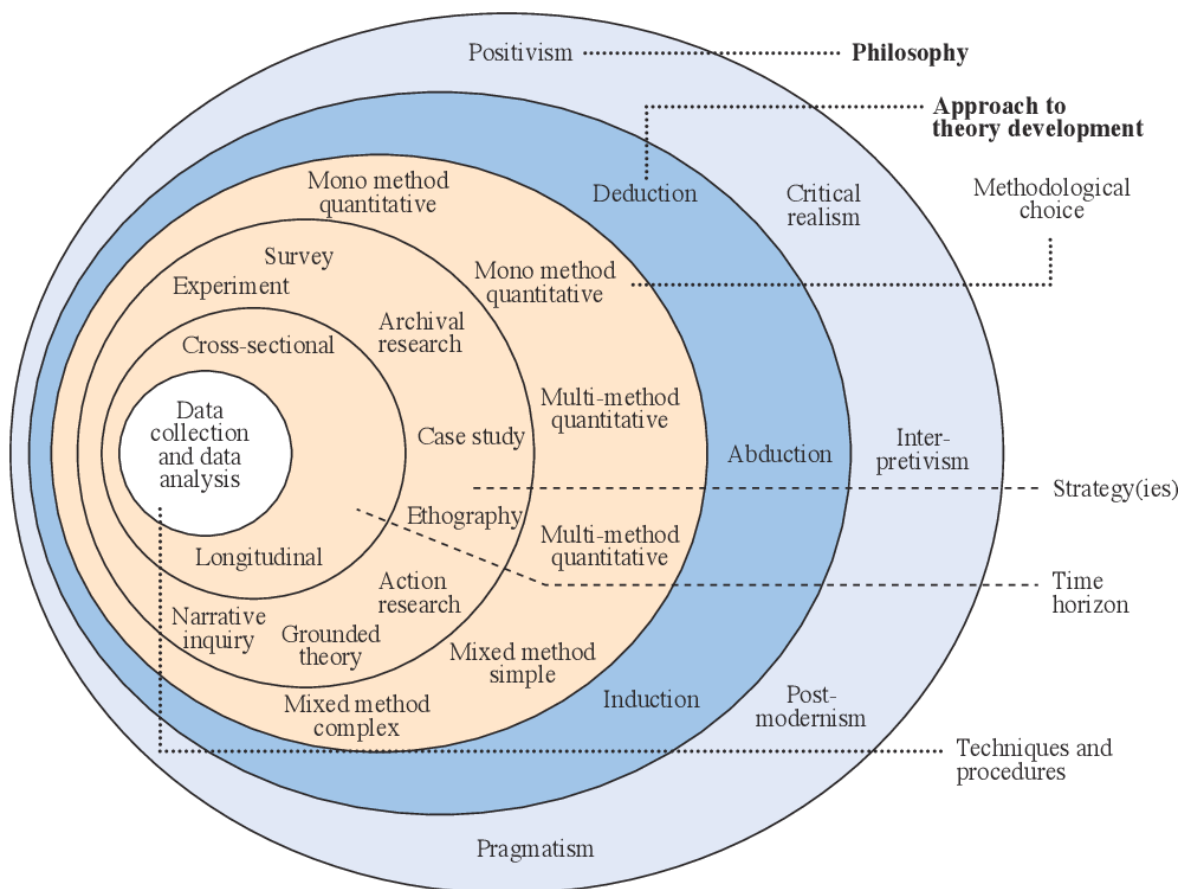 Positivism
Philosophy
Approach to
theory development
Deduction
Critical
realism
Methodological
choice
Mono method
quantitative
Mono method
quantitative
Survey
Experiment
Archival
research
Cross-sectional
Multi-method
quantitative
Data
collection
and data
analysis
Case study
Abduction
Inter-
pretivism
Strategy(ies)
Ethography
Multi-method
quantitative
Longitudinal
Time
horizon
Action
research
Narrative
inquiry
Grounded
theory
Mixed method
simple
Mixed method
complex
Induction
Post-
modernism
Techniques and
procedures
Pragmatism